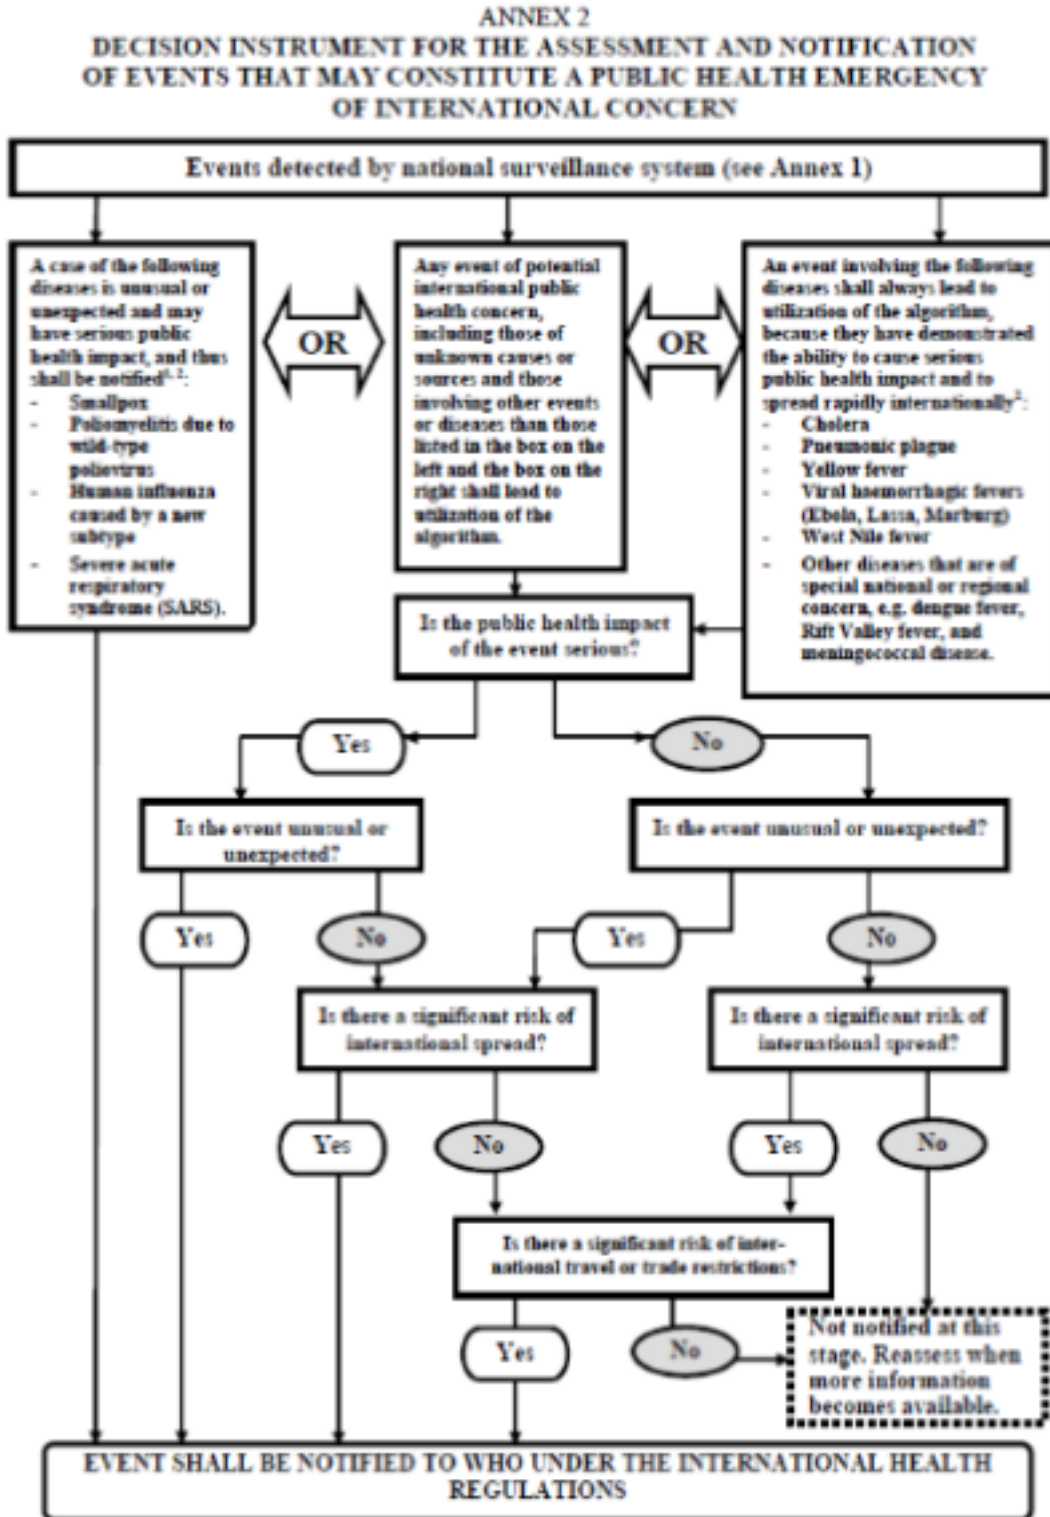 ANNEX 2
DECISION INSTRUMENT FOR THE ASSESSMENT AND NOTIFICATION
OF EVENTS THAT MAY CONSTITUTE A PUBLIC HEALTH EMERGENCY
OF INTERNATIONAL CONCERN
Events detected by national surveillance system (see Annex 1)
A case of the following
diseases is unusual or
unexpected and may
have serious public
health impact, and thus
shall be notified¹, ²:
- Smallpox
- Poliomyelitis due to
wild-type
poliovirus
- Human influenza
caused by a new
subtype
- Severe acute
respiratory
syndrome (SARS).
OR
Any event of potential
international public
health concern,
including those of
unknown causes or
sources and those
involving other events
or diseases than those
listed in the box on the
left and the box on the
right shall lead to
utilization of the
algorithm.
OR
An event involving the following
diseases shall always lead to
utilization of the algorithm,
because they have demonstrated
the ability to cause serious
public health impact and to
spread rapidly internationally²:
- Cholera
- Pneumonic plague
- Yellow fever
- Viral haemorrhagic fevers
(Ebola, Lassa, Marburg)
- West Nile fever
- Other diseases that are of
special national or regional
concern, e.g. dengue fever,
Rift Valley fever, and
meningococcal disease.
Is the public health impact
of the event serious?
Yes
No
Is the event unusual or
unexpected?
Is the event unusual or unexpected?
Yes
No
Yes
No
Is there a significant risk of
international spread?
Is there a significant risk of
international spread?
Yes
No
Yes
No
Is there a significant risk of inter-
national travel or trade restrictions?
Yes
No
Not notified at this
stage. Reassess when
more information
becomes available.
EVENT SHALL BE NOTIFIED TO WHO UNDER THE INTERNATIONAL HEALTH
REGULATIONS